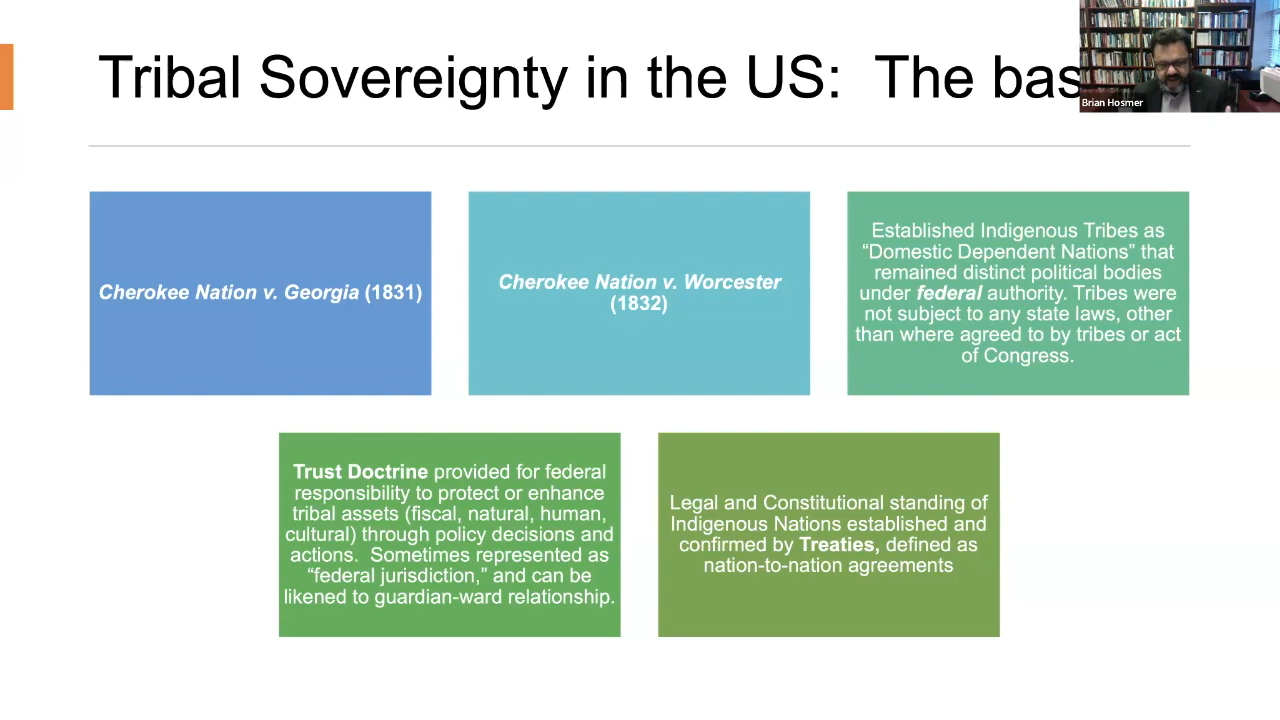 Tribal Sovereignty in the US:  The bas
Brian Hosmer
Cherokee Nation v. Georgia (1831)
Cherokee Nation v. Worcester
(1832)
Established Indigenous Tribes as
“Domestic Dependent Nations” that
remained distinct political bodies
under federal authority. Tribes were
not subject to any state laws, other
than where agreed to by tribes or act
of Congress.
Trust Doctrine provided for federal
responsibility to protect or enhance
tribal assets (fiscal, natural, human,
cultural) through policy decisions and
actions.  Sometimes represented as
“federal jurisdiction,” and can be
likened to guardian-ward relationship.
Legal and Constitutional standing of
Indigenous Nations established and
confirmed by Treaties, defined as
nation-to-nation agreements